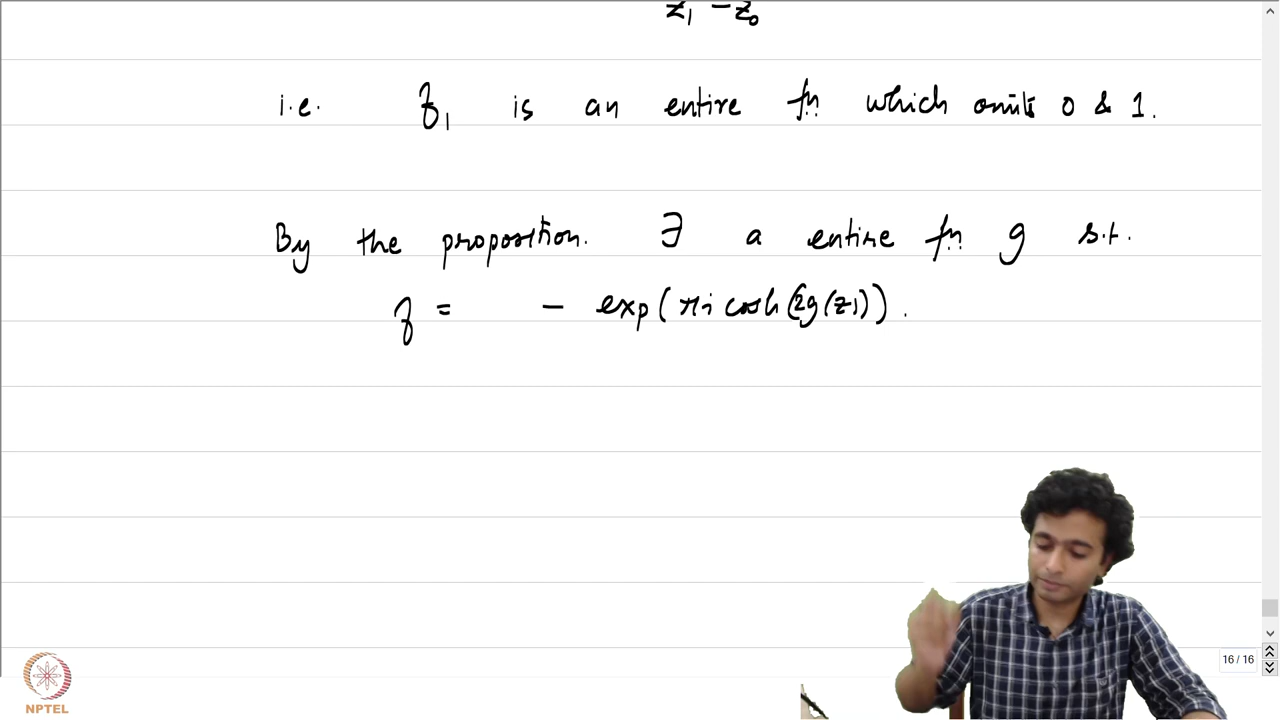 z₁ - z₀
i.e. f₁ is an entire fn. which omits 0 & 1.
By the proposition. ∃ a entire fn. g s.t.
f = - exp(πi cosh(2g(z))).
16 / 16
NPTEL